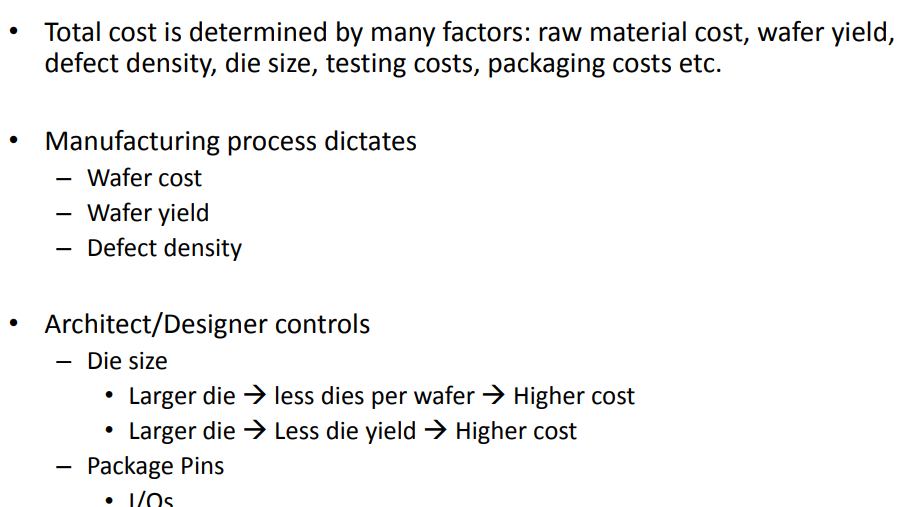 • Total cost is determined by many factors: raw material cost, wafer yield,
defect density, die size, testing costs, packaging costs etc.
• Manufacturing process dictates
– Wafer cost
– Wafer yield
– Defect density
• Architect/Designer controls
– Die size
• Larger die → less dies per wafer → Higher cost
• Larger die → Less die yield → Higher cost
– Package Pins
• I/Os